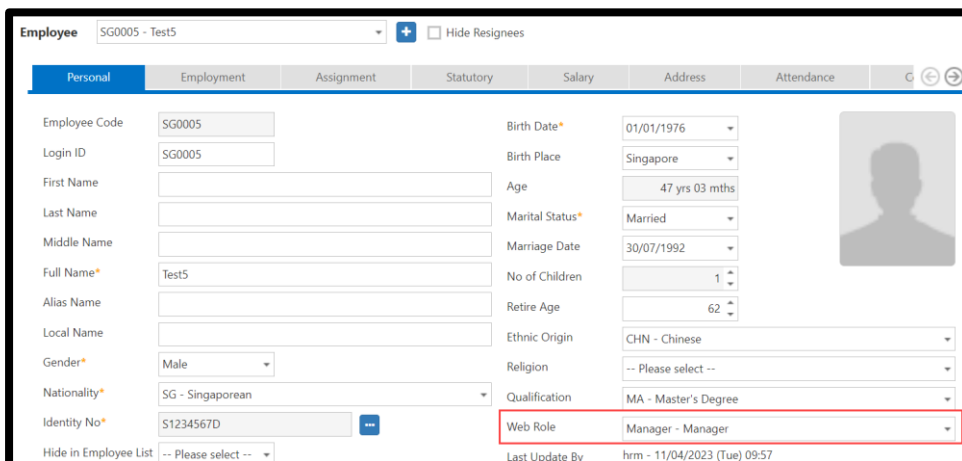 Employee SG0005 - Test5 Hide Resignees
Personal Employment Assignment Statutory Salary Address Attendance
Employee Code SG0005
Login ID SG0005
First Name
Last Name
Middle Name
Full Name* Test5
Alias Name
Local Name
Gender* Male
Nationality* SG - Singaporean
Identity No* S1234567D
Hide in Employee List -- Please select --
Birth Date* 01/01/1976
Birth Place Singapore
Age 47 yrs 03 mths
Marital Status* Married
Marriage Date 30/07/1992
No of Children 1
Retire Age 62
Ethnic Origin CHN - Chinese
Religion -- Please select --
Qualification MA - Master's Degree
Web Role Manager - Manager
Last Update By hrm - 11/04/2023 (Tue) 09:57